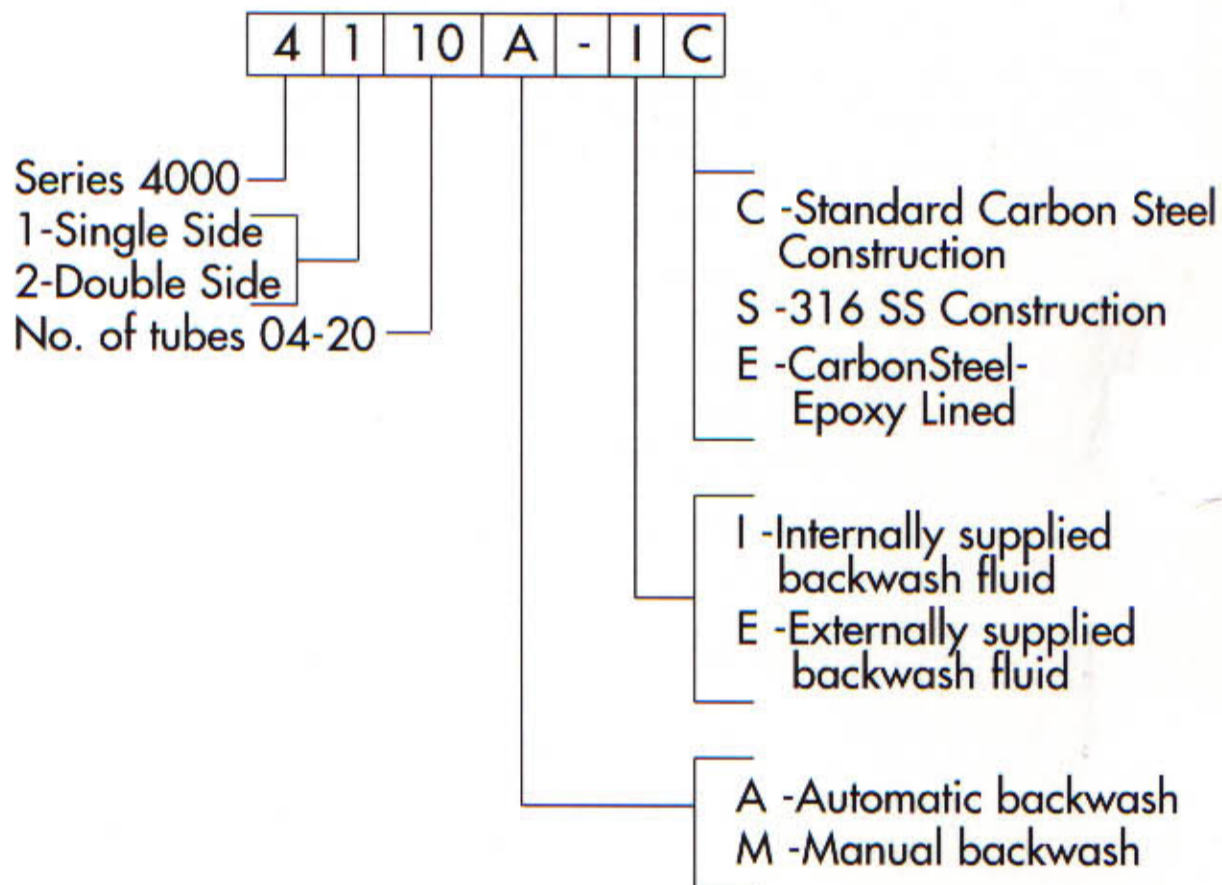 4 1 10 A - I C
Series 4000
1-Single Side
2-Double Side
No. of tubes 04-20
C -Standard Carbon Steel
Construction
S -316 SS Construction
E -CarbonSteel-
Epoxy Lined
I -Internally supplied
backwash fluid
E -Externally supplied
backwash fluid
A -Automatic backwash
M -Manual backwash